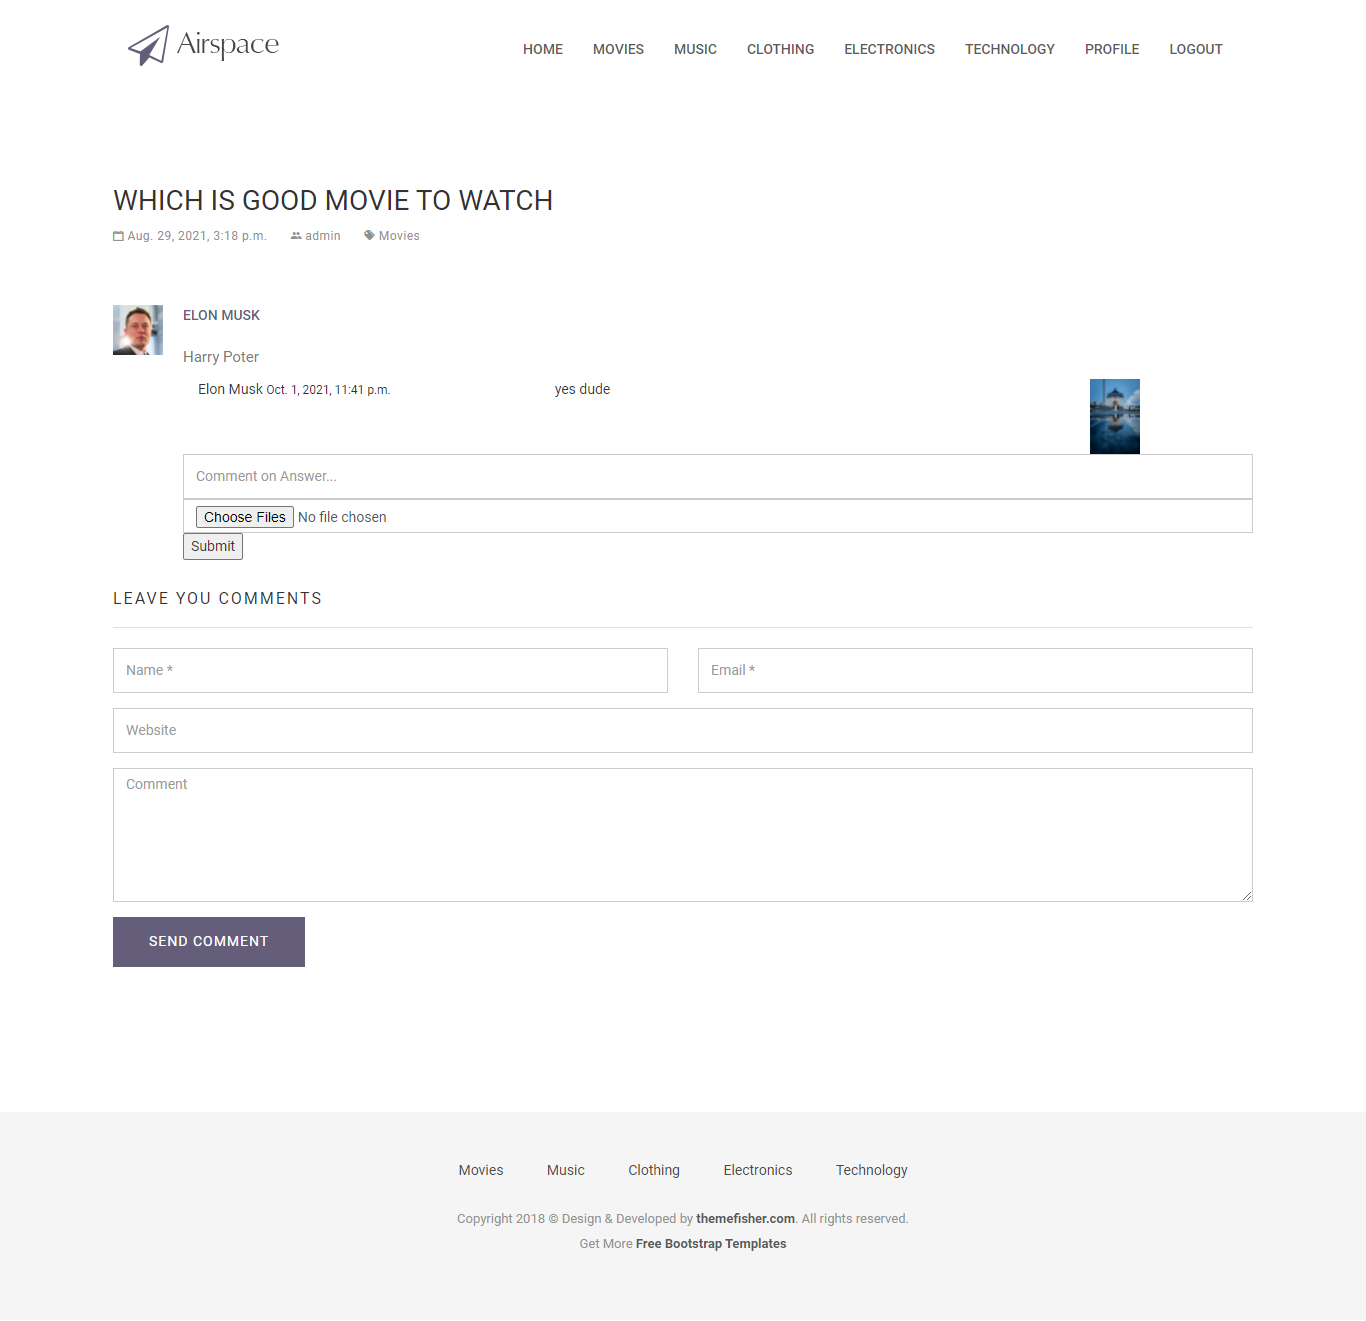 Airspace
HOME MOVIES MUSIC CLOTHING ELECTRONICS TECHNOLOGY PROFILE LOGOUT
WHICH IS GOOD MOVIE TO WATCH
Aug. 29, 2021, 3:18 p.m. admin Movies
ELON MUSK
Harry Poter
Elon Musk Oct. 1, 2021, 11:41 p.m. yes dude
Comment on Answer...
Choose Files No file chosen
Submit
LEAVE YOU COMMENTS
Name * Email *
Website
Comment
SEND COMMENT
Movies Music Clothing Electronics Technology
Copyright 2018 © Design & Developed by themefisher.com. All rights reserved.
Get More Free Bootstrap Templates